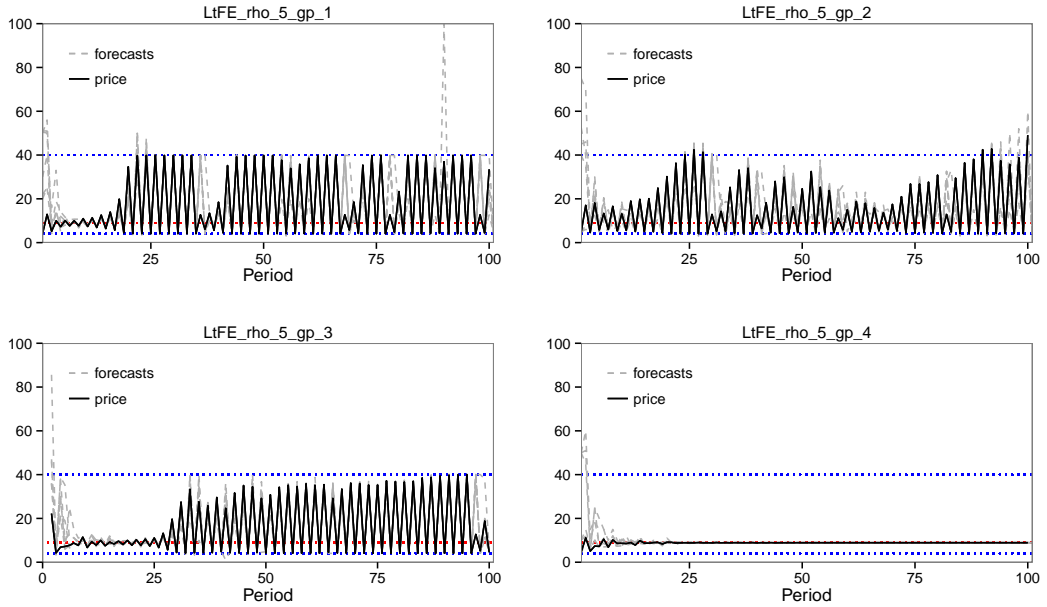 LtFE_rho_5_gp_1
100
80
60
40
20
0
forecasts
price
25 50 75 100
Period
LtFE_rho_5_gp_2
100
80
60
40
20
0
forecasts
price
25 50 75 100
Period
LtFE_rho_5_gp_3
100
80
60
40
20
0
forecasts
price
0 25 50 75 100
Period
LtFE_rho_5_gp_4
100
80
60
40
20
0
forecasts
price
25 50 75 100
Period